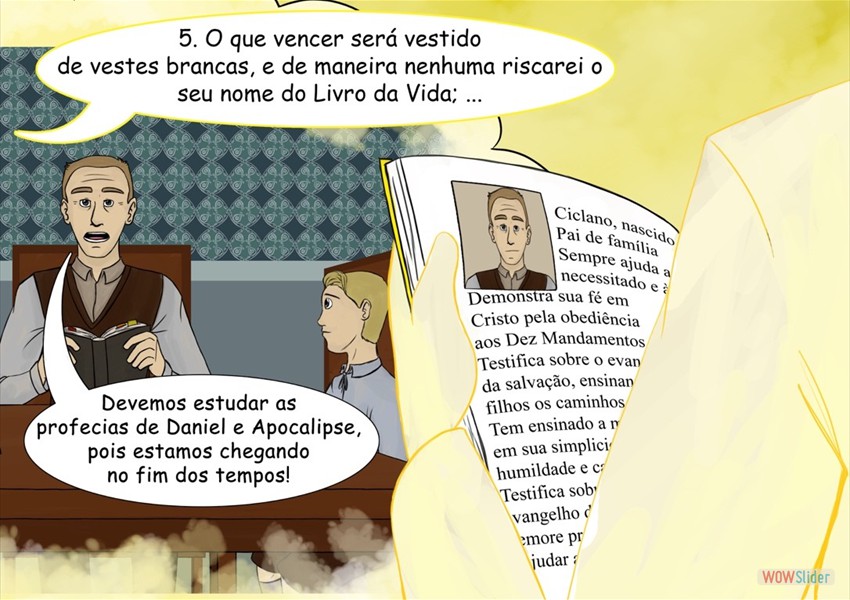 5. O que vencer será vestido
de vestes brancas, e de maneira nenhuma riscarei o
seu nome do Livro da Vida; ...
Ciclano, nascido
Pai de família
Sempre ajuda a
necessitado e à
Demonstra sua fé em
Cristo pela obediência
aos Dez Mandamentos
Testifica sobre o evan
da salvação, ensinan
filhos os caminhos
Tem ensinado a
em sua simplici
humildade e ca
Testifica sob
vangelho d
emore pr
judar a
Devemos estudar as
profecias de Daniel e Apocalipse,
pois estamos chegando
no fim dos tempos!
WOWSlider